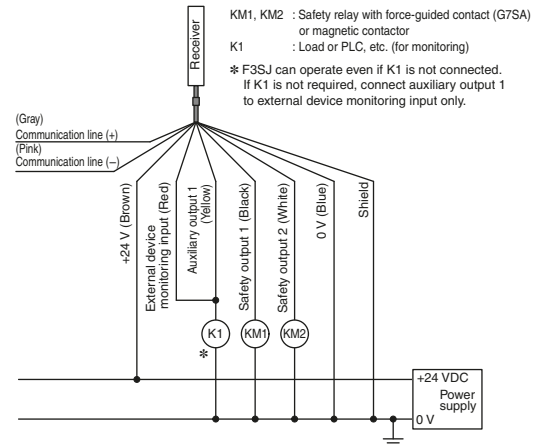 Receiver
KM1, KM2 : Safety relay with force-guided contact (G7SA)
or magnetic contactor
K1 : Load or PLC, etc. (for monitoring)
* F3SJ can operate even if K1 is not connected.
If K1 is not required, connect auxiliary output 1
to external device monitoring input only.
(Gray)
Communication line (+)
(Pink)
Communication line (−)
+24 V (Brown)
External device
monitoring input (Red)
Auxiliary output 1
(Yellow)
Safety output 1 (Black)
Safety output 2 (White)
0 V (Blue)
Shield
K1
*
KM1
KM2
+24 VDC
Power
supply
0 V